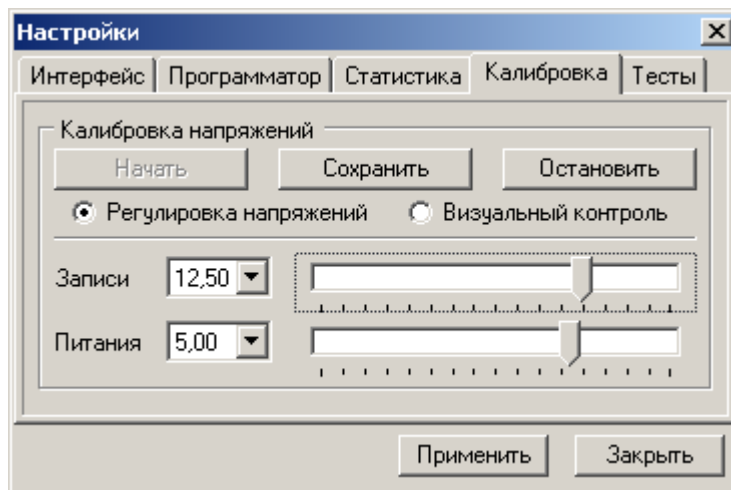 Настройки
Интерфейс Программатор Статистика Калибровка Тесты
Калибровка напряжений
Начать Сохранить Остановить
Регулировка напряжений Визуальный контроль
Записи 12,50
Питания 5,00
Применить Закрыть